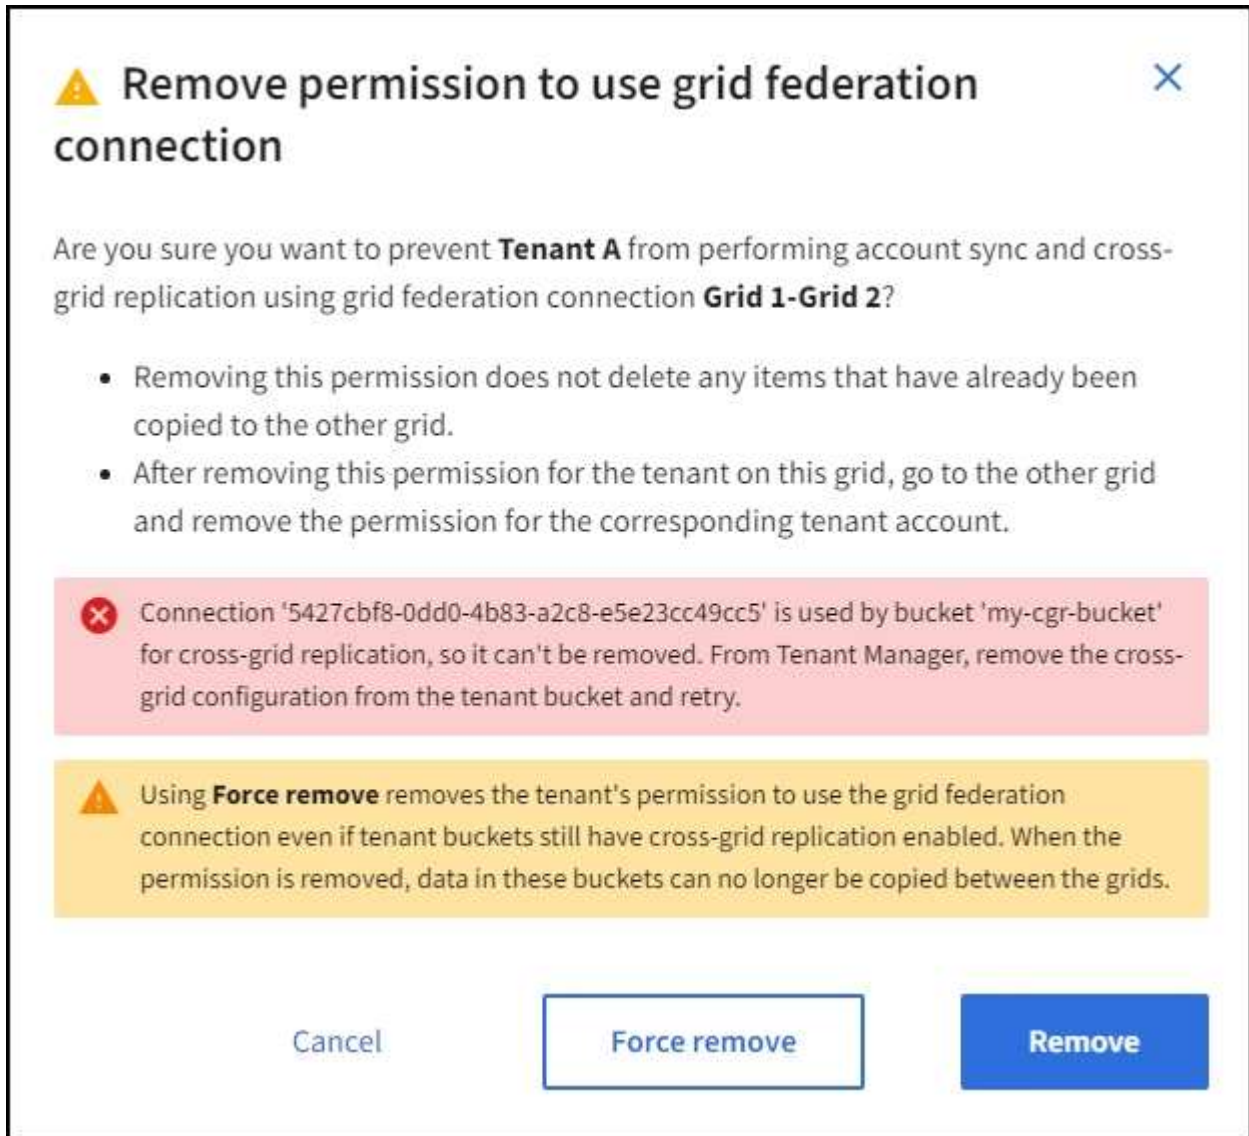 Remove permission to use grid federation
connection
Are you sure you want to prevent Tenant A from performing account sync and cross-
grid replication using grid federation connection Grid 1-Grid 2?
• Removing this permission does not delete any items that have already been
copied to the other grid.
• After removing this permission for the tenant on this grid, go to the other grid
and remove the permission for the corresponding tenant account.
Connection '5427cbf8-0dd0-4b83-a2c8-e5e23cc49cc5' is used by bucket 'my-cgr-bucket'
for cross-grid replication, so it can't be removed. From Tenant Manager, remove the cross-
grid configuration from the tenant bucket and retry.
Using Force remove removes the tenant's permission to use the grid federation
connection even if tenant buckets still have cross-grid replication enabled. When the
permission is removed, data in these buckets can no longer be copied between the grids.
Cancel
Force remove
Remove